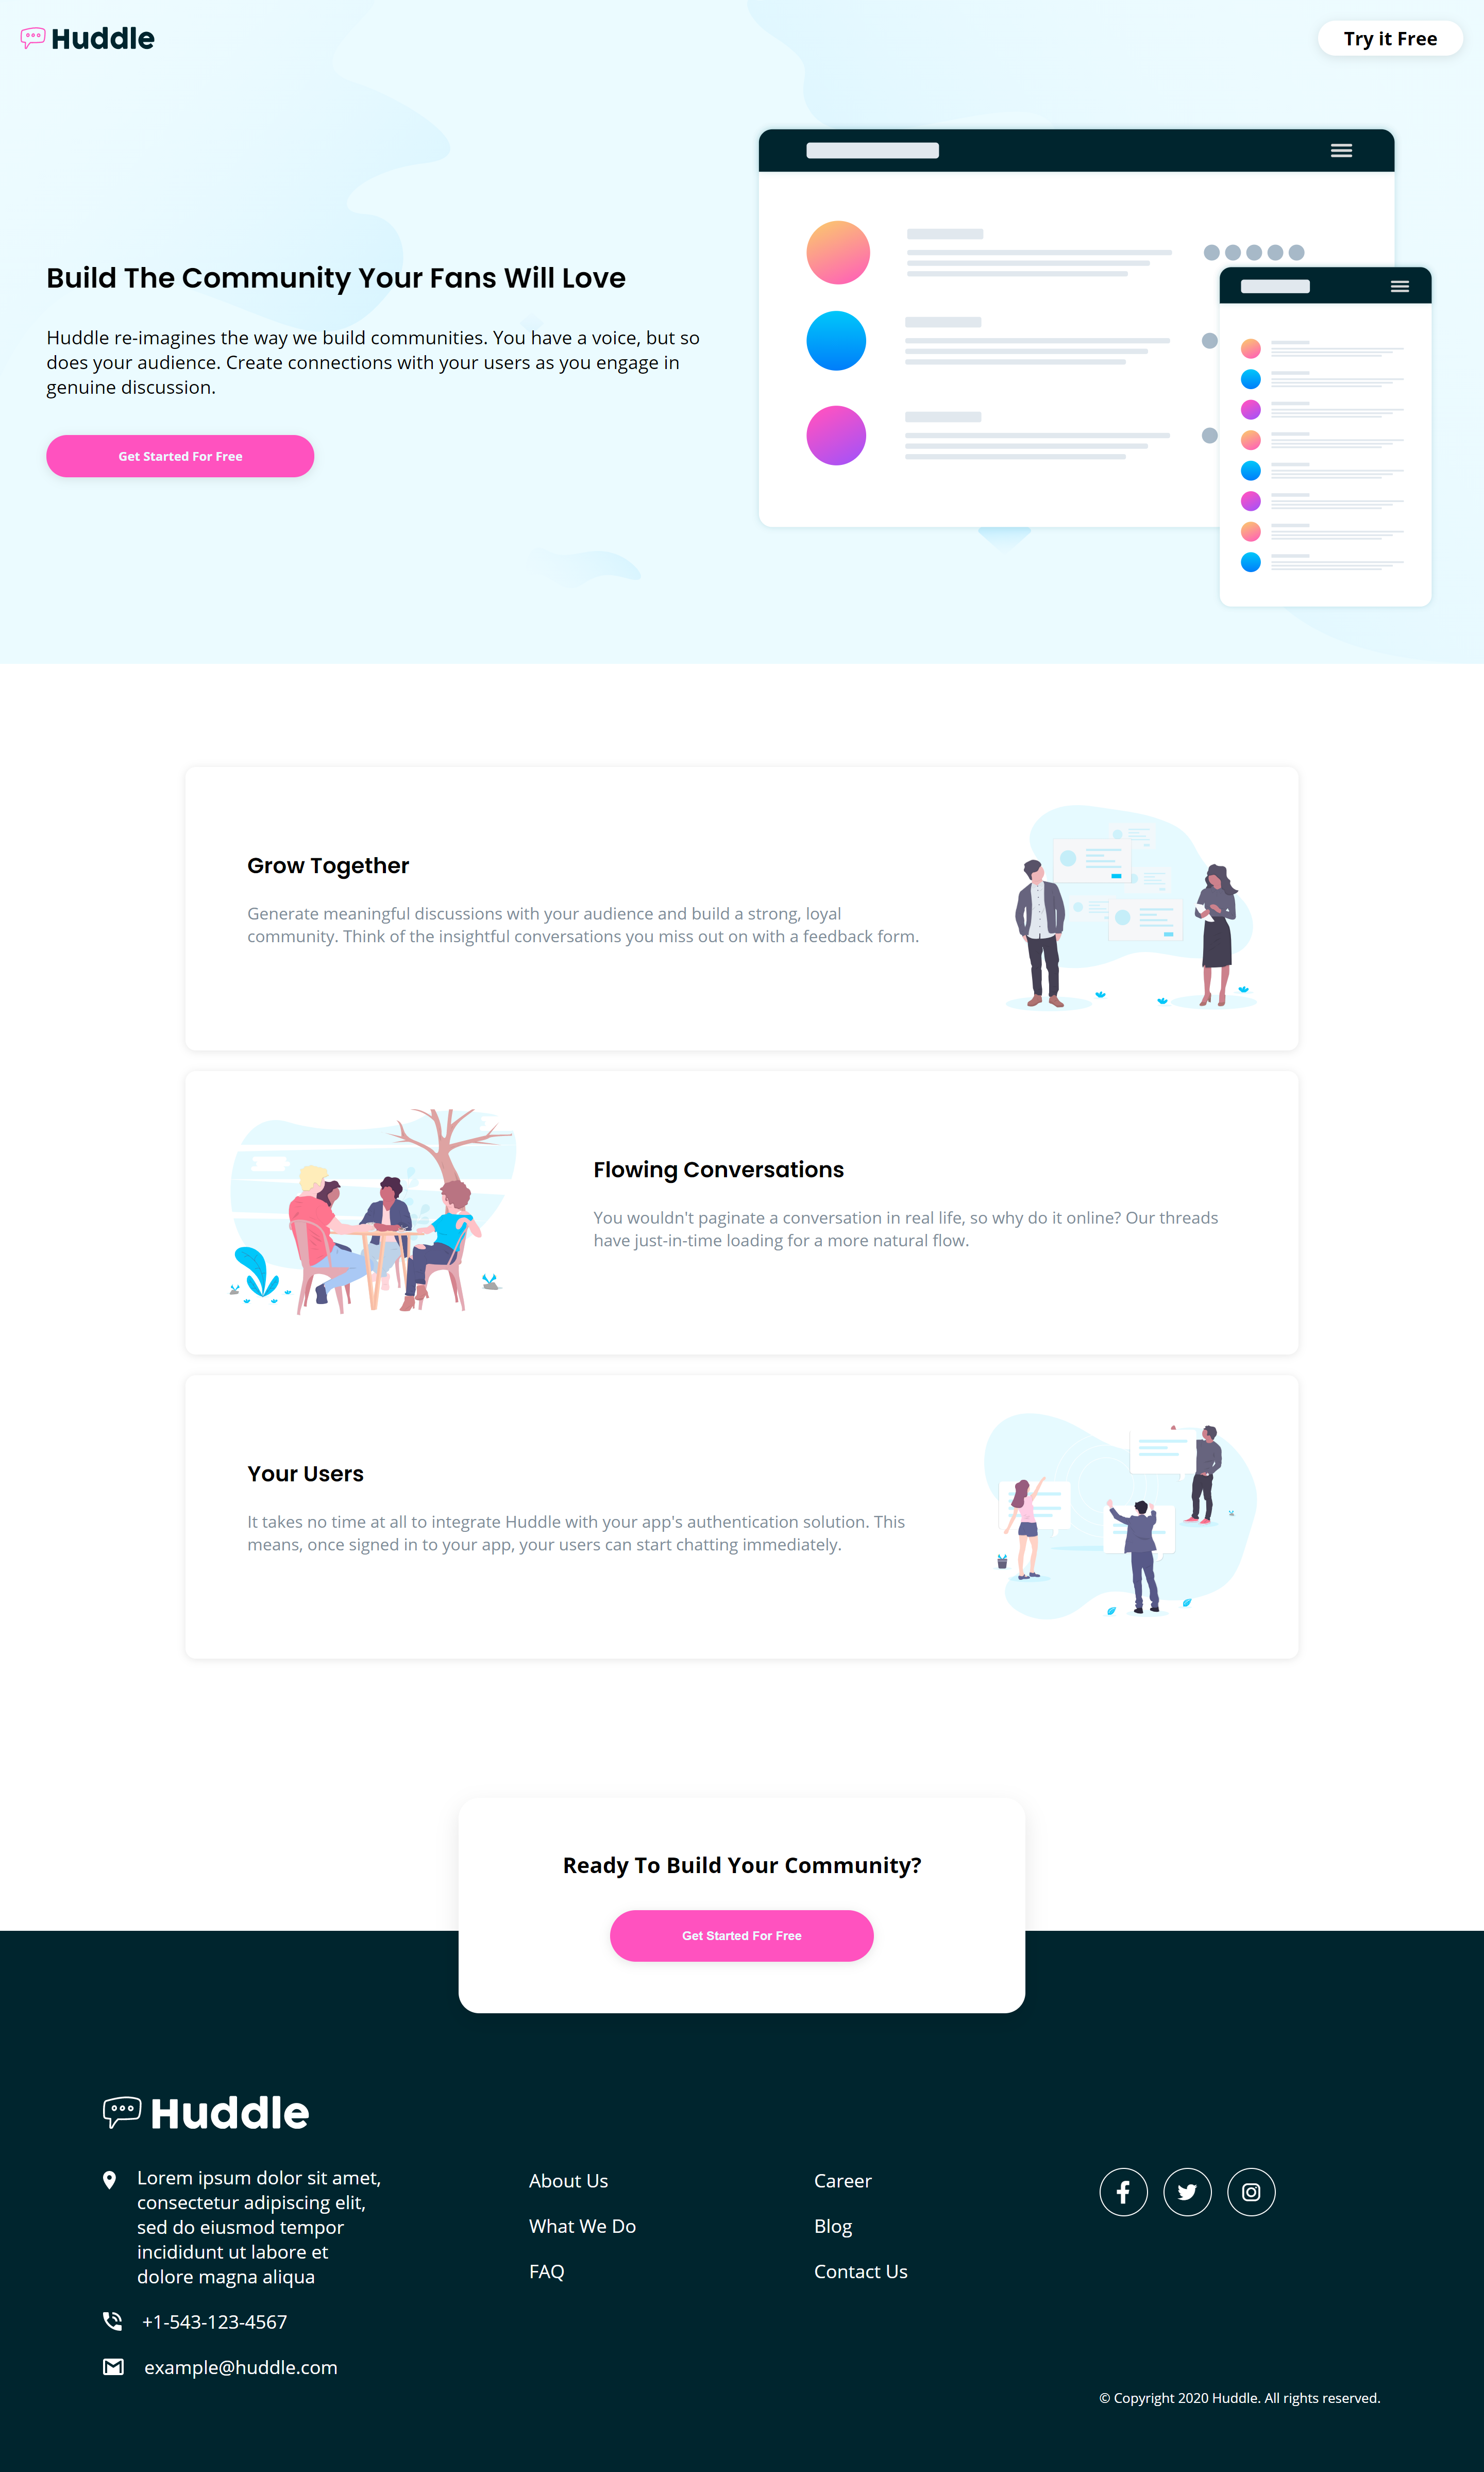 Huddle
Try it Free
Build The Community Your Fans Will Love
Huddle re-imagines the way we build communities. You have a voice, but so
does your audience. Create connections with your users as you engage in
genuine discussion.
Get Started For Free
Grow Together
Generate meaningful discussions with your audience and build a strong, loyal
community. Think of the insightful conversations you miss out on with a feedback form.
Flowing Conversations
You wouldn't paginate a conversation in real life, so why do it online? Our threads
have just-in-time loading for a more natural flow.
Your Users
It takes no time at all to integrate Huddle with your app's authentication solution. This
means, once signed in to your app, your users can start chatting immediately.
Ready To Build Your Community?
Get Started For Free
Huddle
Lorem ipsum dolor sit amet,
consectetur adipiscing elit,
sed do eiusmod tempor
incididunt ut labore et
dolore magna aliqua
+1-543-123-4567
example@huddle.com
About Us
What We Do
FAQ
Career
Blog
Contact Us
© Copyright 2020 Huddle. All rights reserved.